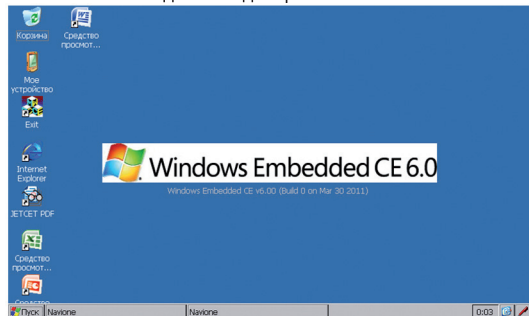 Корзина
Средство
просмот...
Мое
устройство
Exit
Internet
Explorer
JETCET PDF
Средство
просмот...
Средство
Windows Embedded CE 6.0
Windows Embedded CE v6.00 (Build 0 on Mar 30 2011)
Пуск Navione Navione 0:03